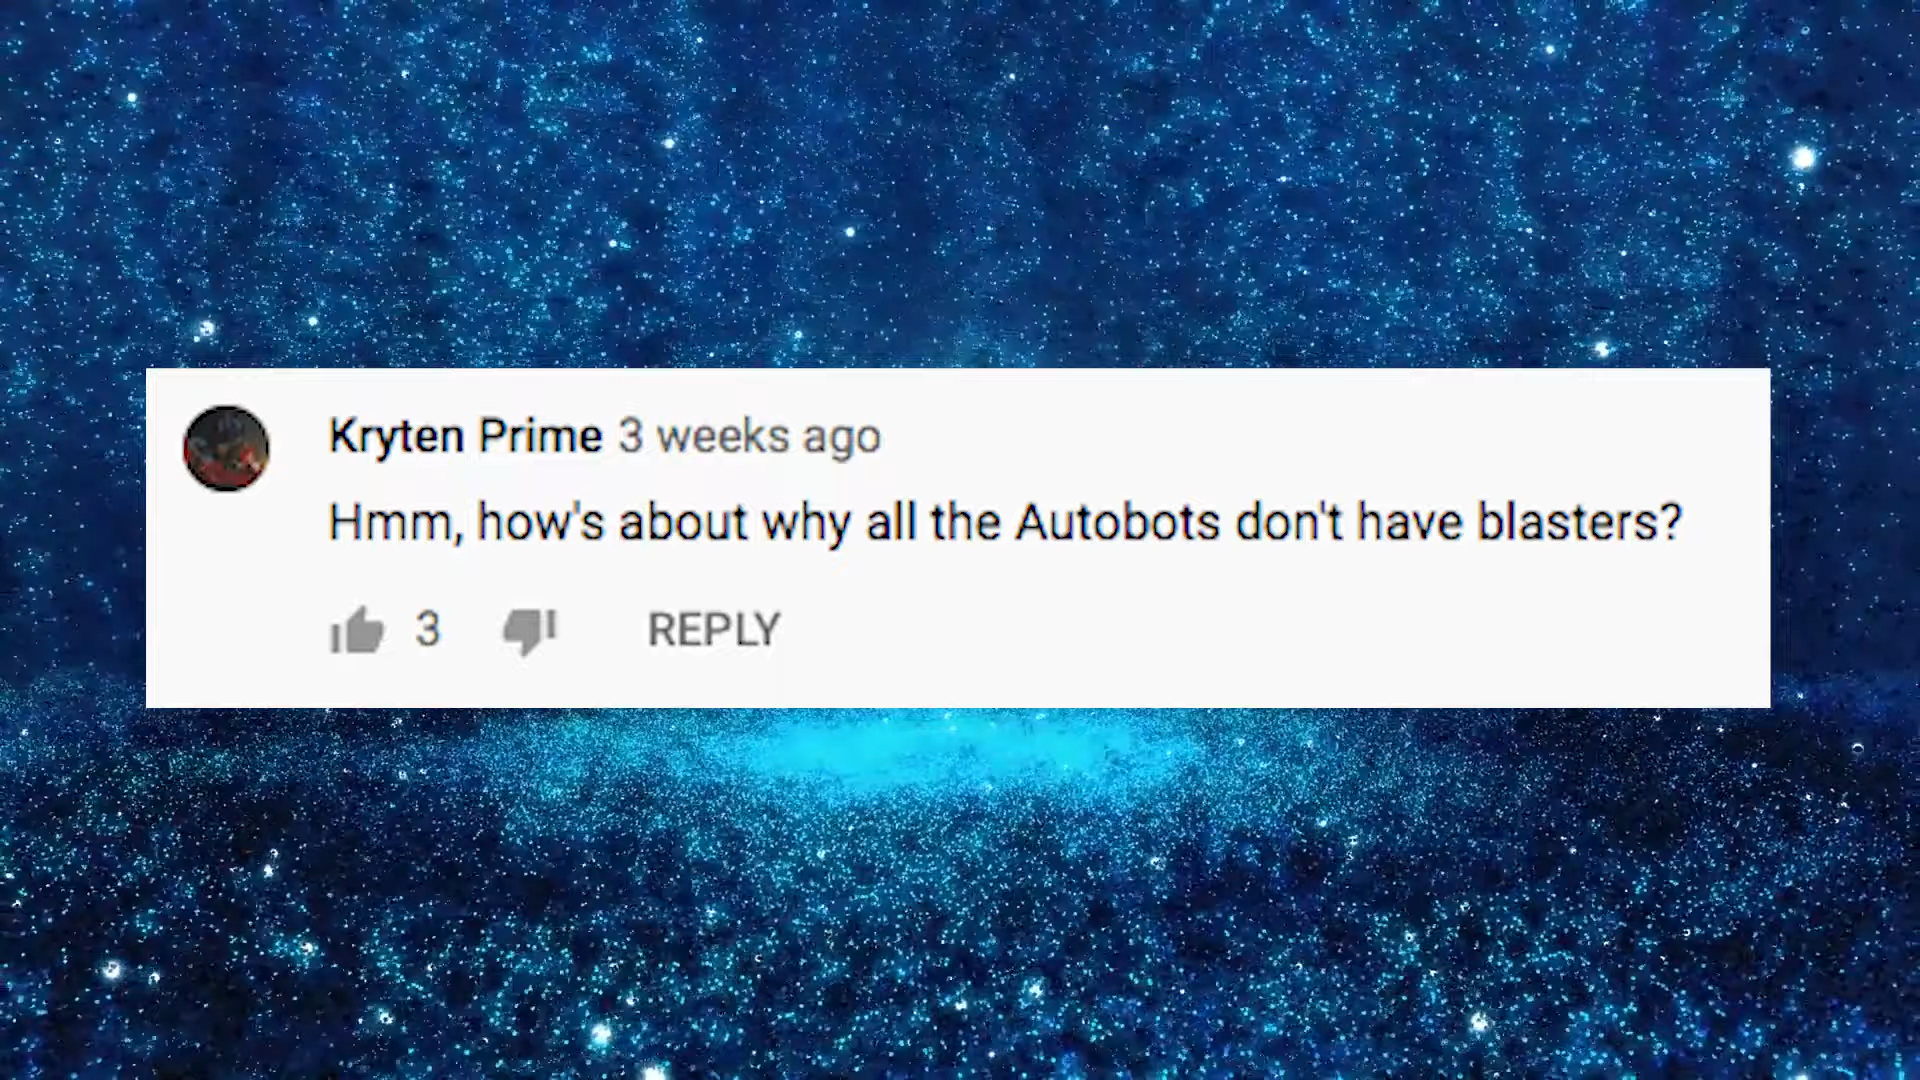 Kryten Prime 3 weeks ago
Hmm, how's about why all the Autobots don't have blasters?
3 REPLY